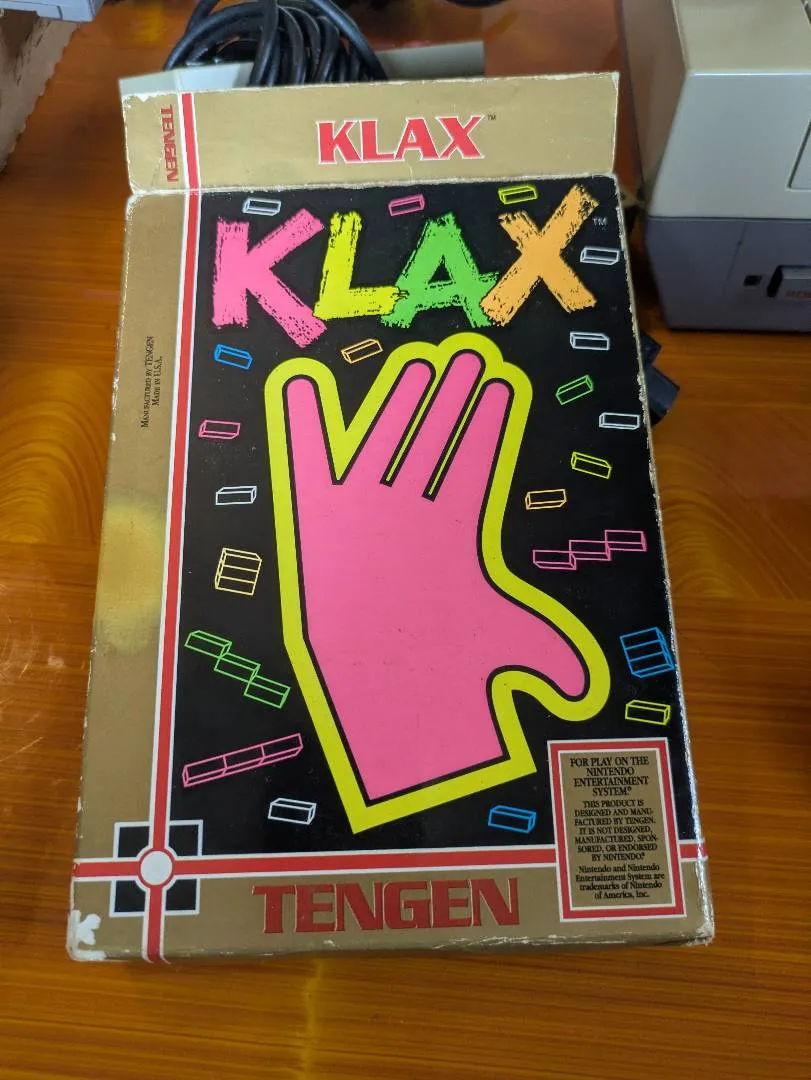 TENGEN
KLAX™
KLAX™
MANUFACTURED BY TENGEN
MADE IN U.S.A.
FOR PLAY ON THE
NINTENDO
ENTERTAINMENT
SYSTEM®
THIS PRODUCT IS
DESIGNED AND MANU-
FACTURED BY TENGEN.
IT IS NOT DESIGNED,
MANUFACTURED, SPON-
SORED, OR ENDORSED
BY NINTENDO®
Nintendo and Nintendo
Entertainment System are
trademarks of Nintendo
of America, Inc.
TENGEN